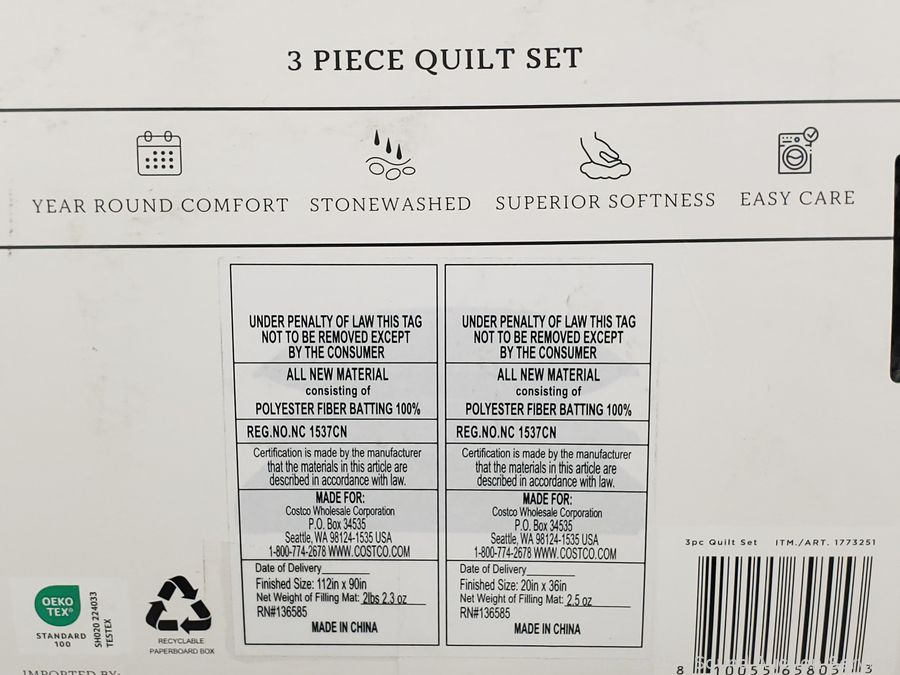 3 PIECE QUILT SET
YEAR ROUND COMFORT STONEWASHED SUPERIOR SOFTNESS EASY CARE
UNDER PENALTY OF LAW THIS TAG
NOT TO BE REMOVED EXCEPT
BY THE CONSUMER
ALL NEW MATERIAL
consisting of
POLYESTER FIBER BATTING 100%
REG.NO.NC 1537CN
Certification is made by the manufacturer
that the materials in this article are
described in accordance with law.
MADE FOR:
Costco Wholesale Corporation
P.O. Box 34535
Seattle, WA 98124-1535 USA
1-800-774-2678 WWW.COSTCO.COM
Date of Delivery
Finished Size: 112in x 90in
Net Weight of Filling Mat: 2lbs 2.3 oz
RN#136585
MADE IN CHINA
UNDER PENALTY OF LAW THIS TAG
NOT TO BE REMOVED EXCEPT
BY THE CONSUMER
ALL NEW MATERIAL
consisting of
POLYESTER FIBER BATTING 100%
REG.NO.NC 1537CN
Certification is made by the manufacturer
that the materials in this article are
described in accordance with law.
MADE FOR:
Costco Wholesale Corporation
P.O. Box 34535
Seattle, WA 98124-1535 USA
1-800-774-2678 WWW.COSTCO.COM
Date of Delivery
Finished Size: 20in x 36in
Net Weight of Filling Mat: 2.5 oz
RN#136585
MADE IN CHINA
OEKO
TEX®
STANDARD
100
SH020 224033
TESTEX
RECYCLABLE
PAPERBOARD BOX
3pc Quilt Set ITM./ART. 1773251
8 10055 65805 3
IMPORTED BY: